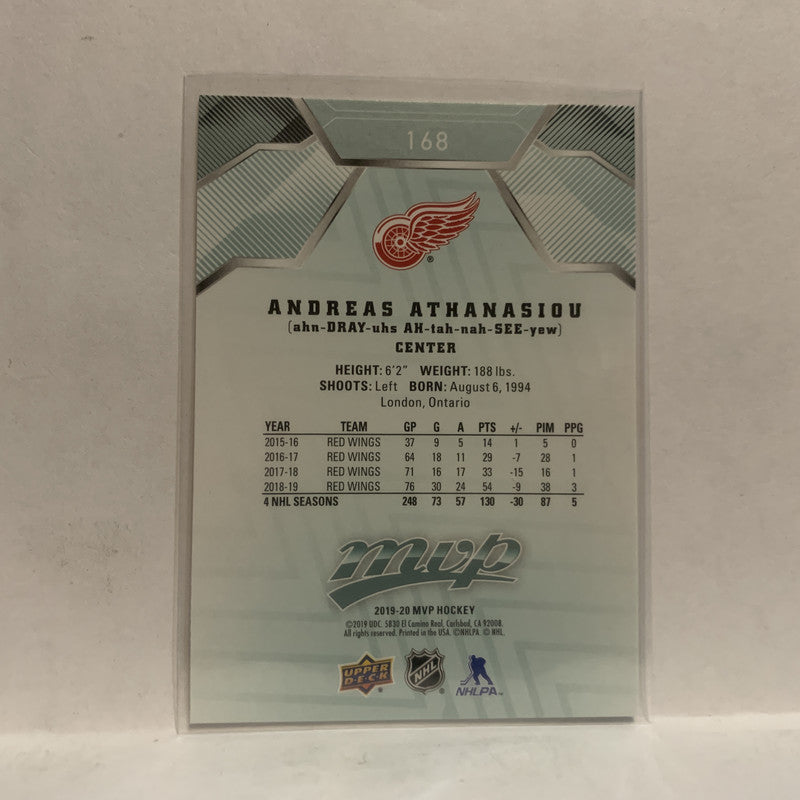 168
ANDREAS ATHANASIOU
(ahn-DRAY-uhs AH-tah-nah-SEE-yew)
CENTER
HEIGHT: 6'2" WEIGHT: 188 lbs.
SHOOTS: Left BORN: August 6, 1994
London, Ontario
YEAR TEAM GP G A PTS +/- PIM PPG
2015-16 RED WINGS 37 9 5 14 1 5 0
2016-17 RED WINGS 64 18 11 29 -7 28 1
2017-18 RED WINGS 71 16 17 33 -15 16 1
2018-19 RED WINGS 76 30 24 54 -9 38 3
4 NHL SEASONS 248 73 57 130 -30 87 5
mvp
2019-20 MVP HOCKEY
©2019 UDC. 5830 El Camino Real, Carlsbad, CA 92008.
All rights reserved. Printed in the USA. ©NHLPA. © NHL.
UPPER DECK NHL NHLPA